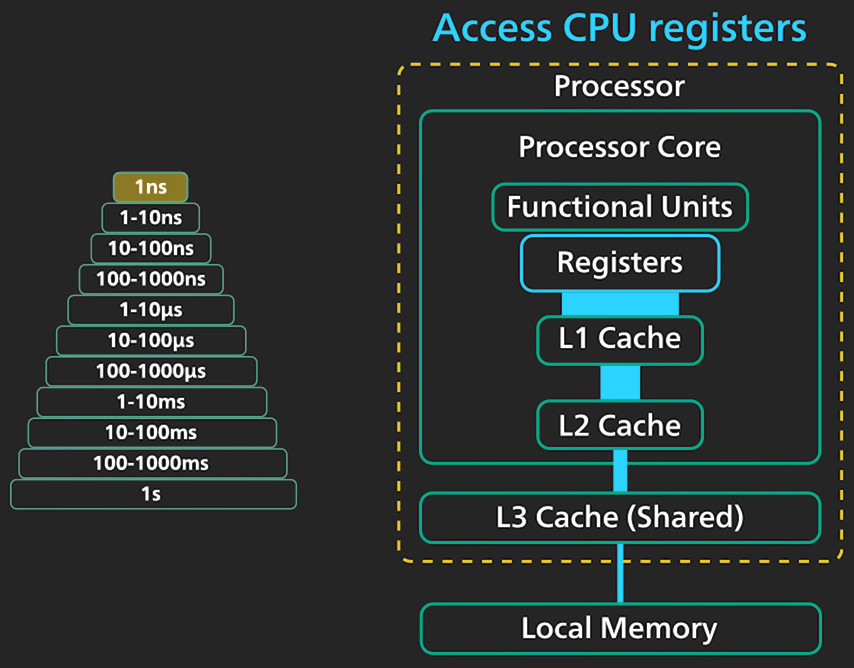 Access CPU registers
Processor
Processor Core
Functional Units
Registers
L1 Cache
L2 Cache
L3 Cache (Shared)
Local Memory
1ns
1-10ns
10-100ns
100-1000ns
1-10µs
10-100µs
100-1000µs
1-10ms
10-100ms
100-1000ms
1s